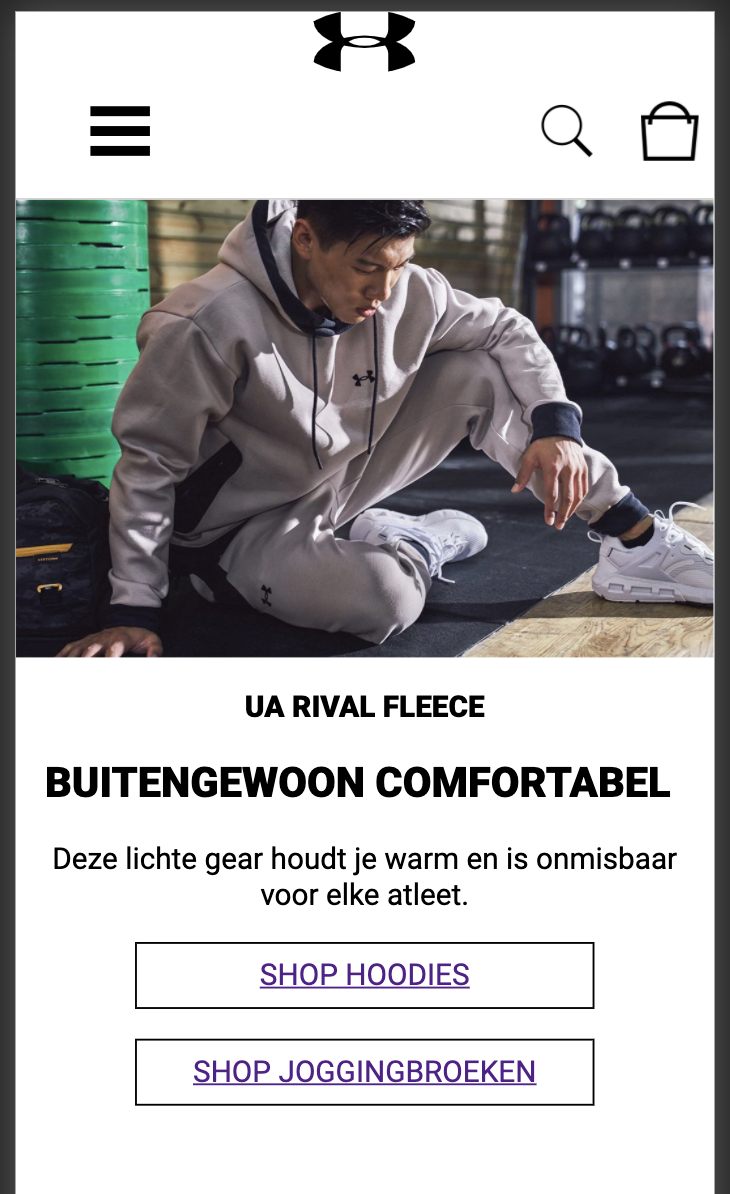 UA RIVAL FLEECE
BUITENGEWOON COMFORTABEL
Deze lichte gear houdt je warm en is onmisbaar
voor elke atleet.
SHOP HOODIES
SHOP JOGGINGBROEKEN